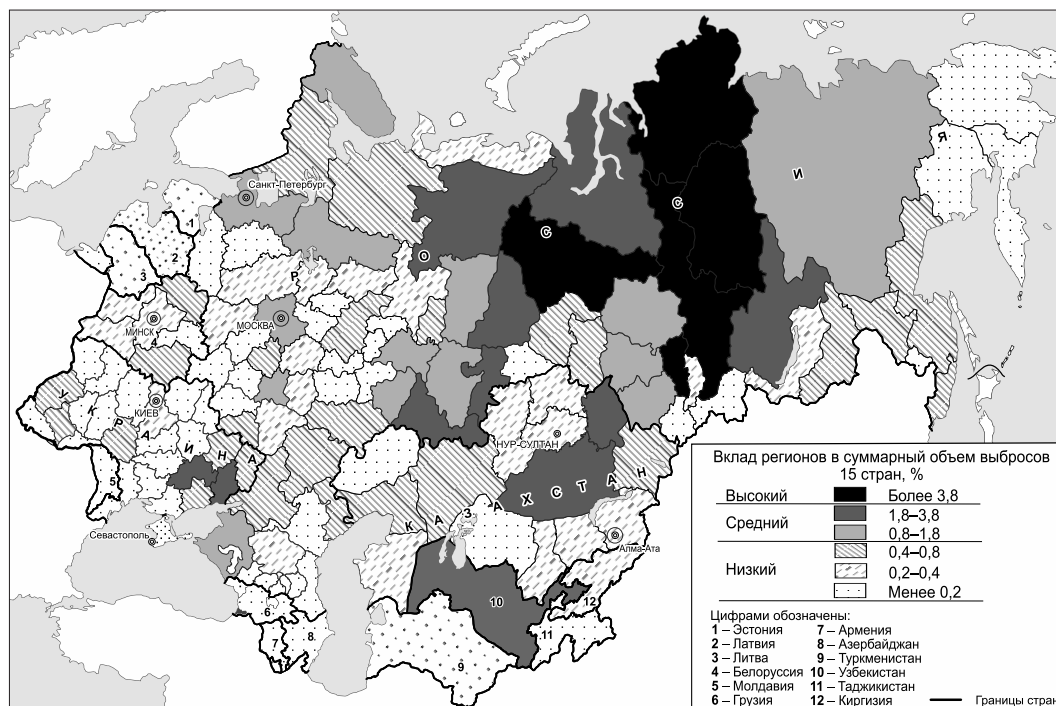 Санкт-Петербург
МОСКВА
МИНСК
КИЕВ
НУР-СУЛТАН
Севастополь
Алма-Ата
Р О С С И Я
У К Р А И Н А
К А З А Х С Т А Н
1
2
3
4
5
6
7
8
9
10
11
12
Вклад регионов в суммарный объем выбросов
15 стран, %
Высокий Более 3,8
Средний 1,8–3,8
0,8–1,8
0,4–0,8
Низкий 0,2–0,4
Менее 0,2
Цифрами обозначены:
1 – Эстония 7 – Армения
2 – Латвия 8 – Азербайджан
3 – Литва 9 – Туркменистан
4 – Белоруссия 10 – Узбекистан
5 – Молдавия 11 – Таджикистан
6 – Грузия 12 – Киргизия
Границы стран